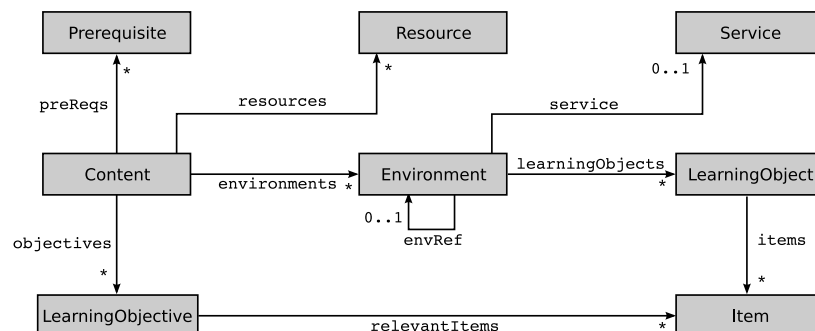 Prerequisite
Resource
Service
*
*
0..1
preReqs
resources
service
Content
environments
*
Environment
learningObjects
*
LearningObject
0..1
envRef
objectives
*
items
*
LearningObjective
relevantItems
*
Item